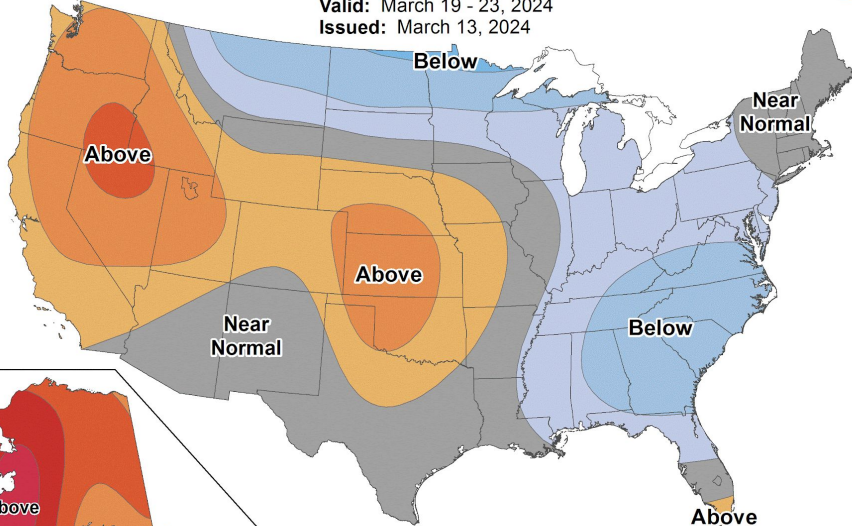 Valid: March 19 - 23, 2024
Issued: March 13, 2024
Below
Near
Normal
Above
Above
Near
Normal
Below
bove
Above